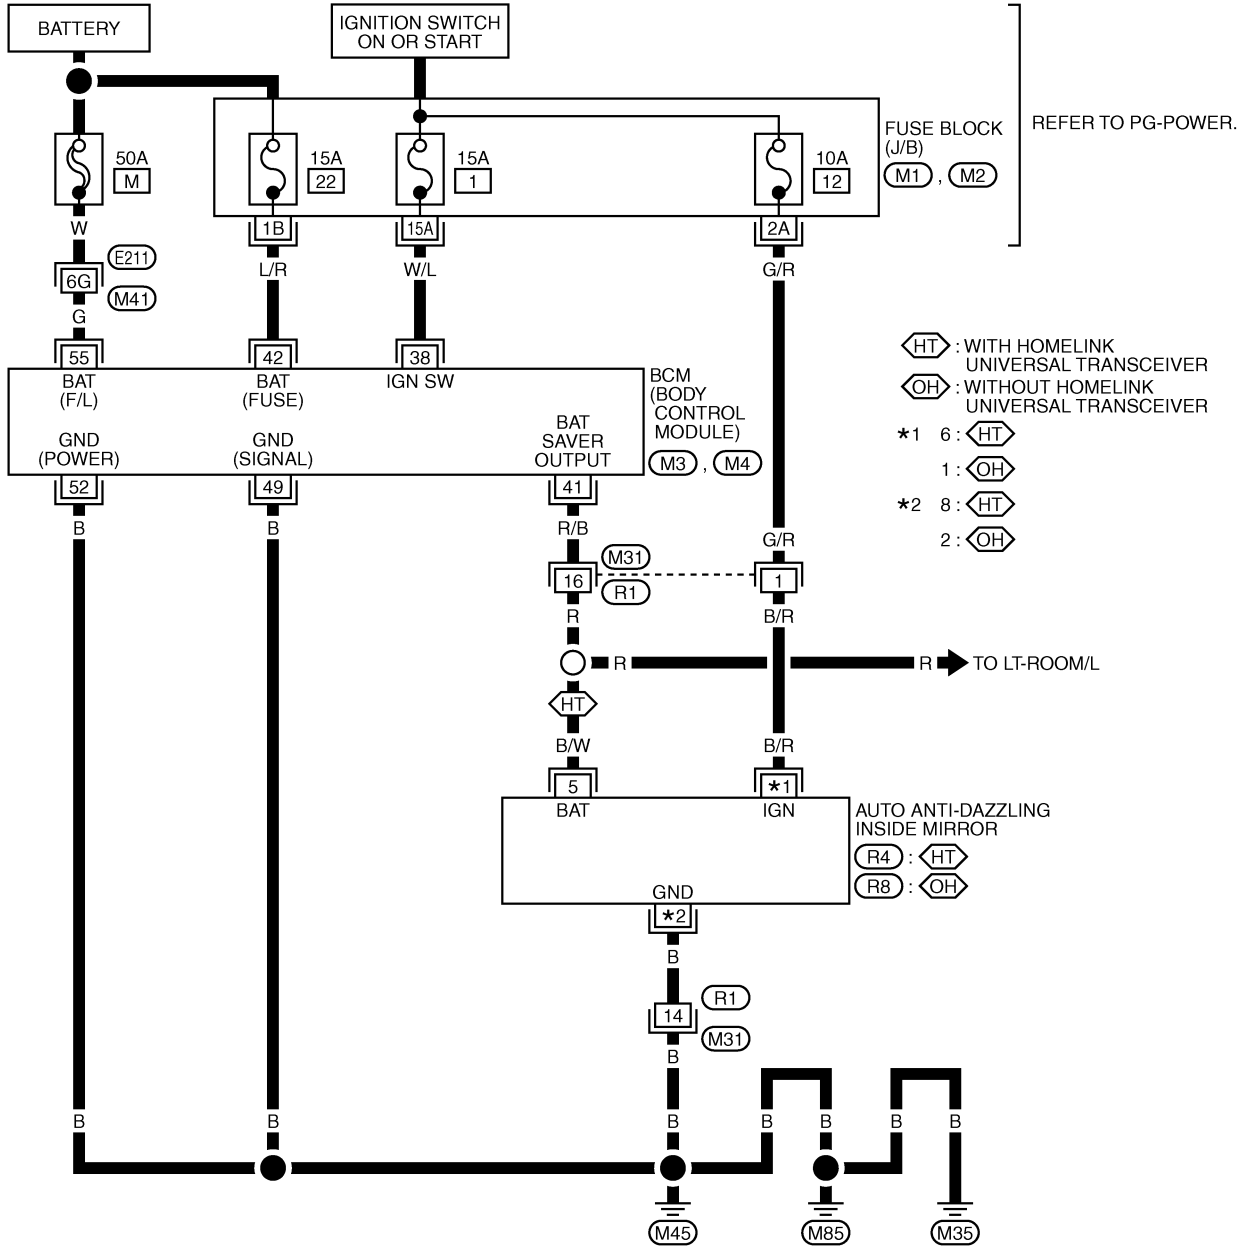 BATTERY
IGNITION SWITCH
ON OR START
REFER TO PG-POWER.
FUSE BLOCK
(J/B)
M1 , M2
50A
M
15A
22
15A
1
10A
12
W
1B
15A
2A
E211
6G
M41
L/R
W/L
G/R
G
55
42
38
BAT
(F/L)
BAT
(FUSE)
IGN SW
BCM
(BODY
CONTROL
MODULE)
M3 , M4
GND
(POWER)
GND
(SIGNAL)
BAT
SAVER
OUTPUT
52
49
41
HT : WITH HOMELINK
UNIVERSAL TRANSCEIVER
OH : WITHOUT HOMELINK
UNIVERSAL TRANSCEIVER
*1 6 : HT
1 : OH
*2 8 : HT
2 : OH
B
B
R/B
G/R
M31
16
1
R1
R
B/R
R
R
TO LT-ROOM/L
HT
B/W
B/R
5
*1
BAT
IGN
AUTO ANTI-DAZZLING
INSIDE MIRROR
R4 : HT
R8 : OH
GND
*2
B
R1
14
M31
B
B
B
B
B
B
B
B
M45
M85
M35